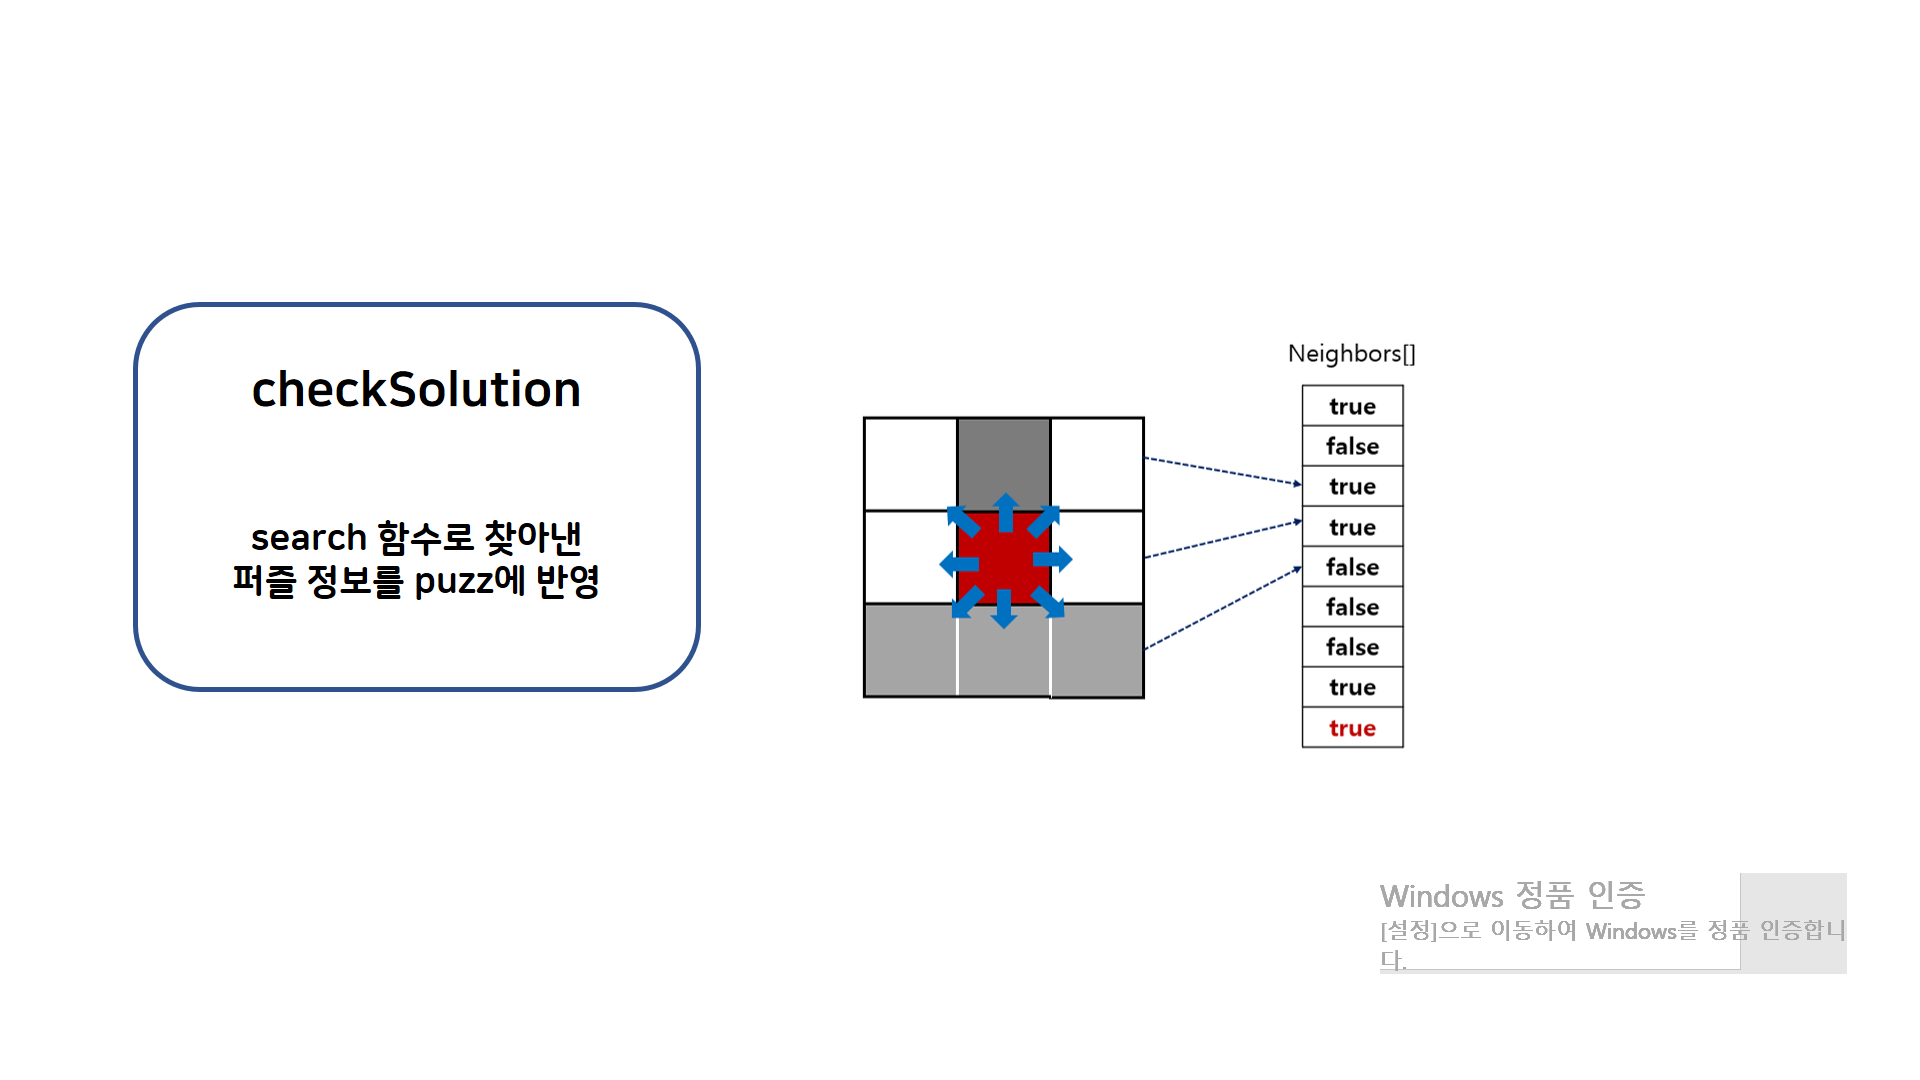 checkSolution
search 함수로 찾아낸
퍼즐 정보를 puzz에 반영
Neighbors[]
true
false
true
true
false
false
false
true
true
Windows 정품 인증
[설정]으로 이동하여 Windows를 정품 인증합니
다.